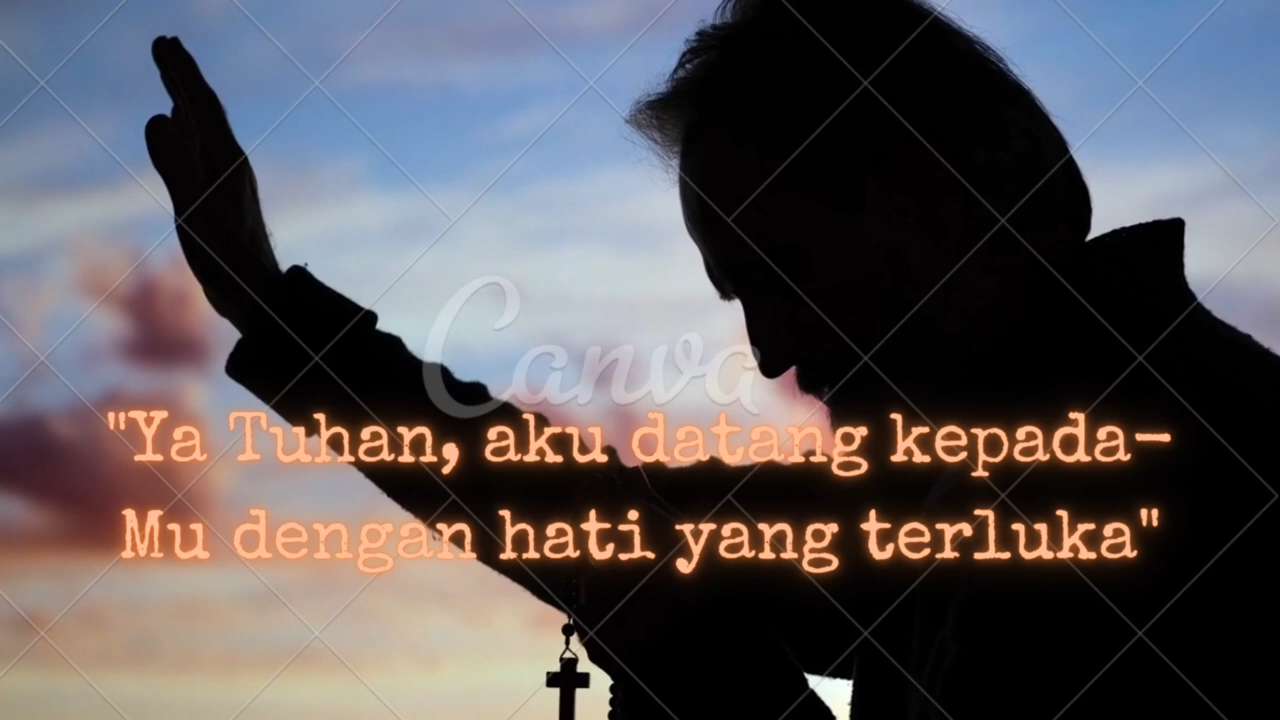 Canva
"Ya Tuhan, aku datang kepada-
Mu dengan hati yang terluka"